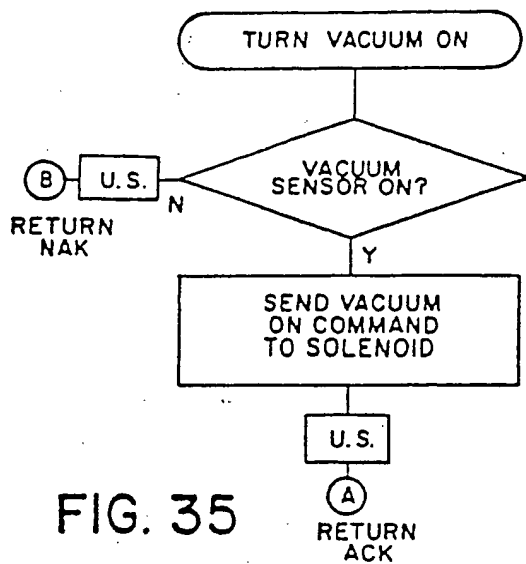 TURN VACUUM ON
VACUUM
SENSOR ON?
B
U.S.
N
RETURN
NAK
Y
SEND VACUUM
ON COMMAND
TO SOLENOID
U.S.
A
RETURN
ACK
FIG. 35